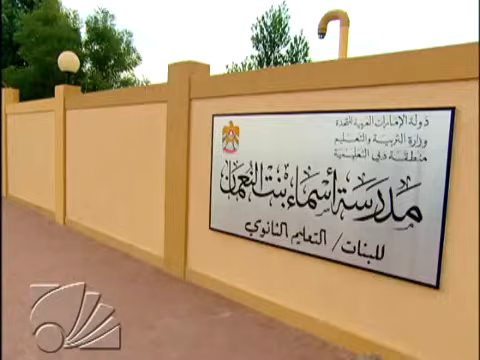 دولة الإمارات العربية المتحدة
وزارة التربية والتعليم
منطقة دبي التعليمية
مدرسة أسماء بنت النعمان
للبنات / التعليم الثانوي